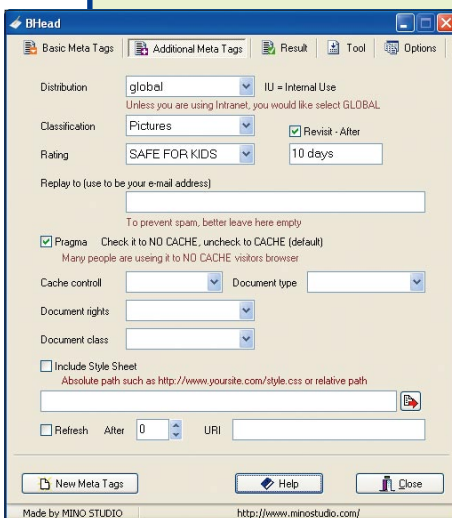 BHead
Basic Meta Tags Additional Meta Tags Result Tool Options
Distribution global IU = Internal Use
Unless you are using Intranet, you would like select GLOBAL
Classification Pictures Revisit - After
Rating SAFE FOR KIDS 10 days
Replay to (use to be your e-mail address)
To prevent spam, better leave here empty
Pragma Check it to NO CACHE, uncheck to CACHE (default)
Many people are useing it to NO CACHE visitors browser
Cache controll Document type
Document rights
Document class
Include Style Sheet
Absolute path such as http://www.yoursite.com/style.css or relative path
Refresh After 0 URI
New Meta Tags Help Close
Made by MINO STUDIO http://www.minostudio.com/